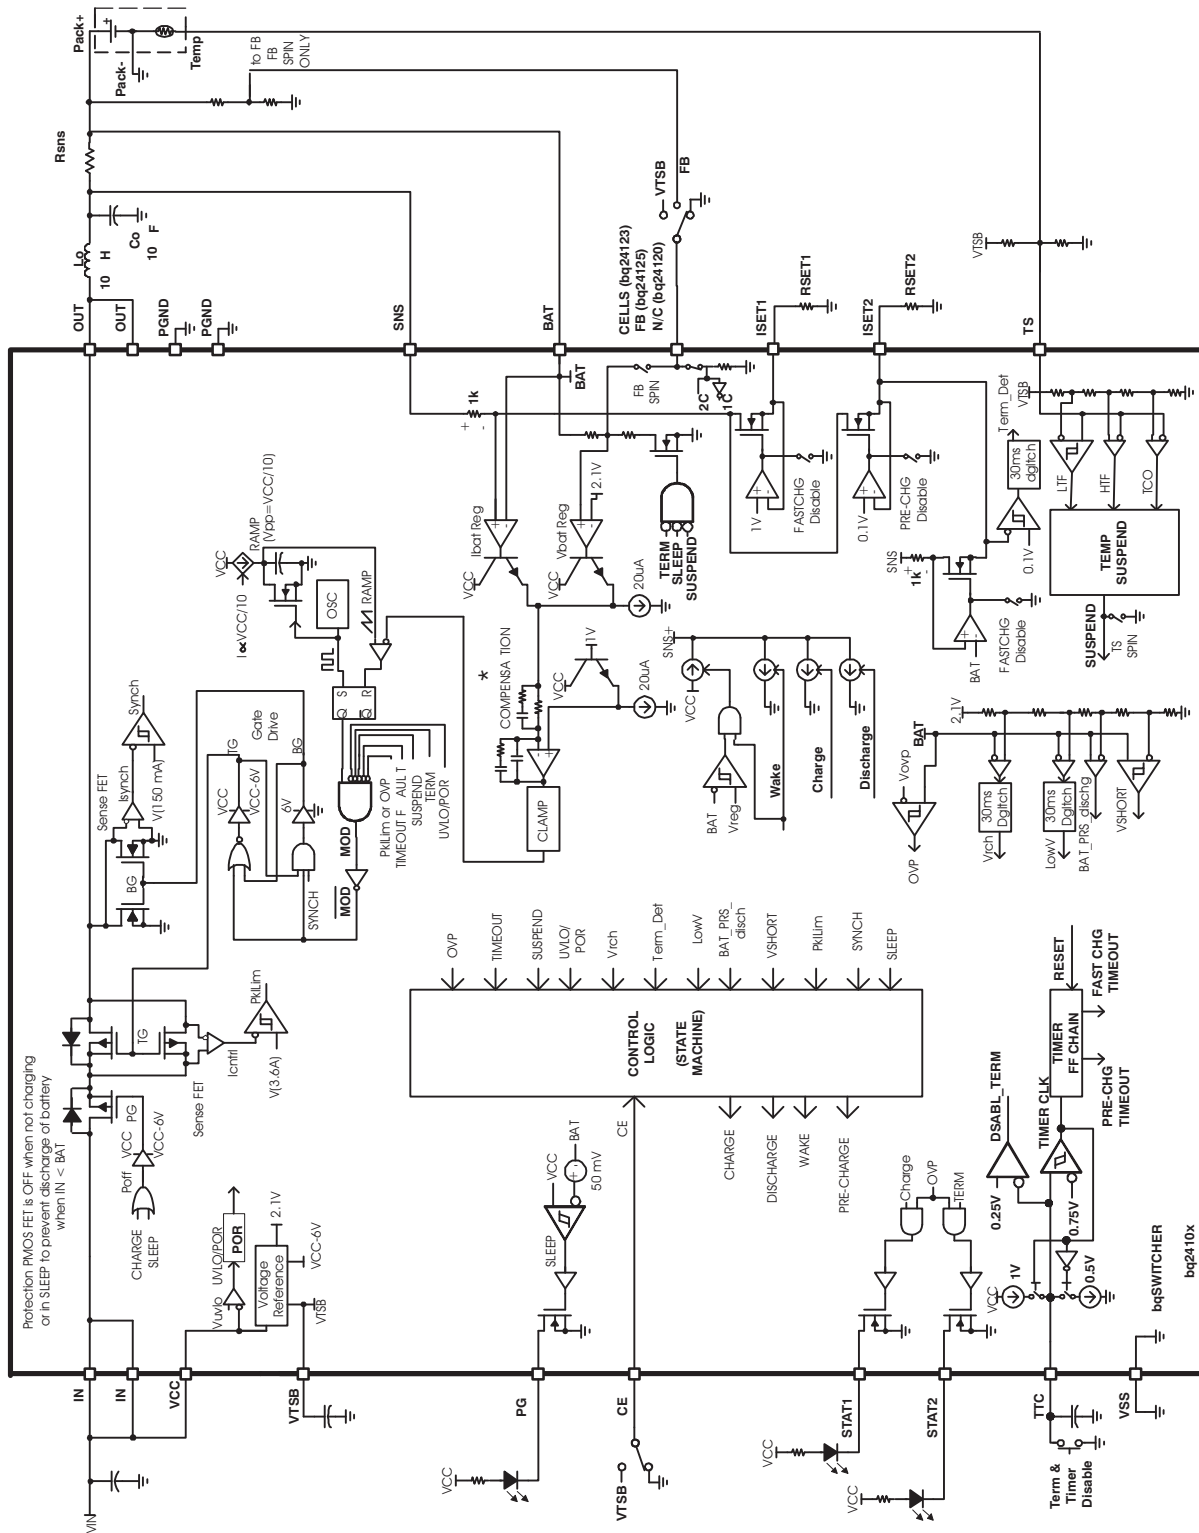 Protection PMOS FET is OFF when not charging
or in SLEEP to prevent discharge of battery
when IN < BAT
VIN
IN
IN
VCC
VTSB
PG
VCC
CE
VTSB
STAT1
VCC
STAT2
VCC
TTC
Term &
Timer
Disable
VSS
CHARGE
SLEEP
Poff
VCC
VCC-6V
PG
Vuvlo
UVLO/POR
POR
Voltage
Reference
2.1V
VCC-6V
VTSB
TG
Sense FET
Icntrl
V(3.6A)
PkILim
BG
Sense FET
Isynch
V(150 mA)
Synch
SYNCH
VCC
VCC-6V
TG
Gate
Drive
6V
BG
MOD
MOD
PkILim or OVP
TIMEOUT
F AUL T
SUSPEND
TERM
UVLO/POR
S
R
Q
Q
OSC
I ∝ VCC/10
VCC
RAMP
(Vpp=VCC/10)
RAMP
CLAMP
COMPENSA TION
*
VCC
1V
20uA
VCC
Ibat Reg
VCC
Vbat Reg
20uA
2.1V
TERM
SLEEP
SUSPEND
1k
+
-
BAT
FB
SPIN
2C
1C
1V
FASTCHG
Disable
0.1V
PRE-CHG
Disable
SNS+
VCC
BAT
Vreg
Wake
Charge
Discharge
SNS
+
1k
-
BAT
FASTCHG
Disable
0.1V
30ms
dgltch
Term_Det
VTSB
LTF
HTF
TCO
TEMP
SUSPEND
SUSPEND
TS
SPIN
2.1V
BAT
Vovp
OVP
30ms
Dgltch
Vrch
30ms
Dgltch
LowV
BAT_PRS_dischg
VSHORT
OVP
TIMEOUT
SUSPEND
UVLO/
POR
Vrch
Term_Det
LowV
BAT_PRS_
disch
VSHORT
PkILim
SYNCH
SLEEP
CONTROL
LOGIC
(STATE
MACHINE)
CE
CHARGE
DISCHARGE
WAKE
PRE-CHARGE
SLEEP
VCC
BAT
+
-
50 mV
Charge
OVP
TERM
VCC
1V
0.25V
DSABL_TERM
TIMER CLK
0.75V
0.5V
TIMER
FF CHAIN
RESET
FAST CHG
TIMEOUT
PRE-CHG
TIMEOUT
bqSWITCHER
bq2410x
OUT
OUT
PGND
PGND
SNS
BAT
CELLS (bq24123)
FB (bq24125)
N/C (bq24120)
VTSB
FB
ISET1
RSET1
ISET2
RSET2
TS
VTSB
Lo
10 H
Co
10 F
Rsns
Pack+
+
Pack-
Temp
to FB
FB
SPIN
ONLY